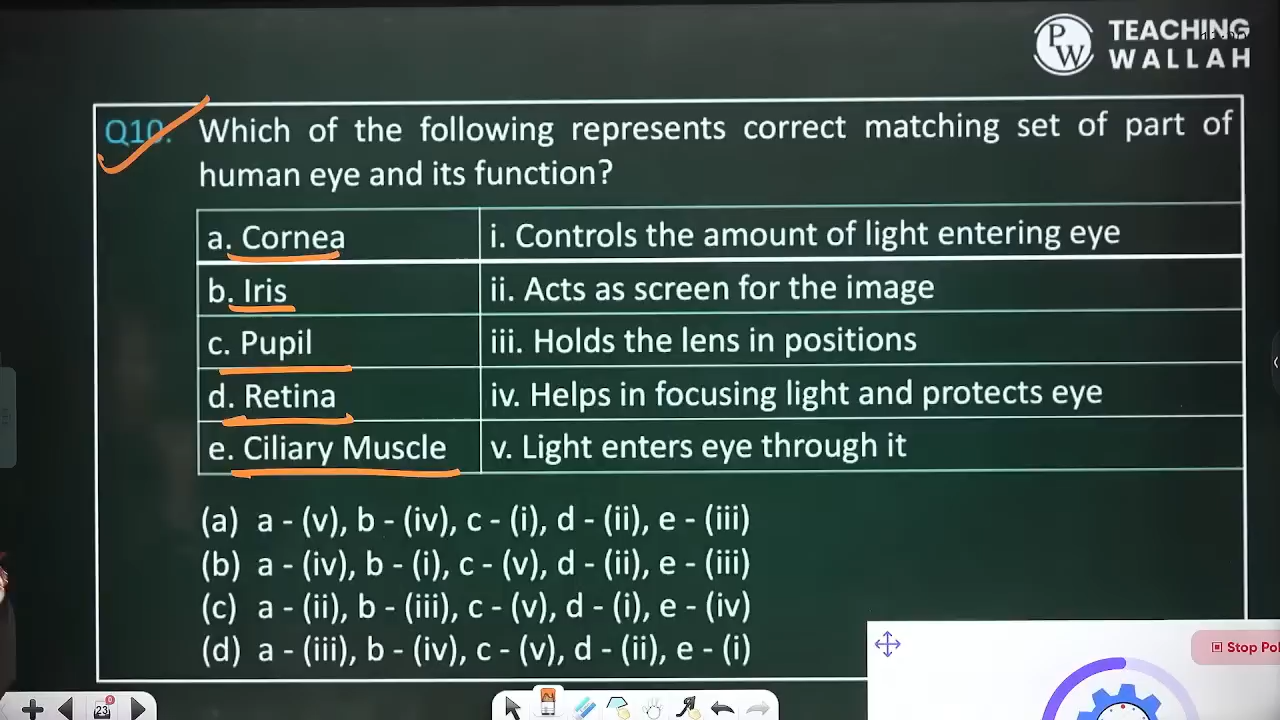 PW TEACHING
WALLAH
Q10. Which of the following represents correct matching set of part of
human eye and its function?
a. Cornea i. Controls the amount of light entering eye
b. Iris ii. Acts as screen for the image
c. Pupil iii. Holds the lens in positions
d. Retina iv. Helps in focusing light and protects eye
e. Ciliary Muscle v. Light enters eye through it
(a) a - (v), b - (iv), c - (i), d - (ii), e - (iii)
(b) a - (iv), b - (i), c - (v), d - (ii), e - (iii)
(c) a - (ii), b - (iii), c - (v), d - (i), e - (iv)
(d) a - (iii), b - (iv), c - (v), d - (ii), e - (i)
Stop Pol
23